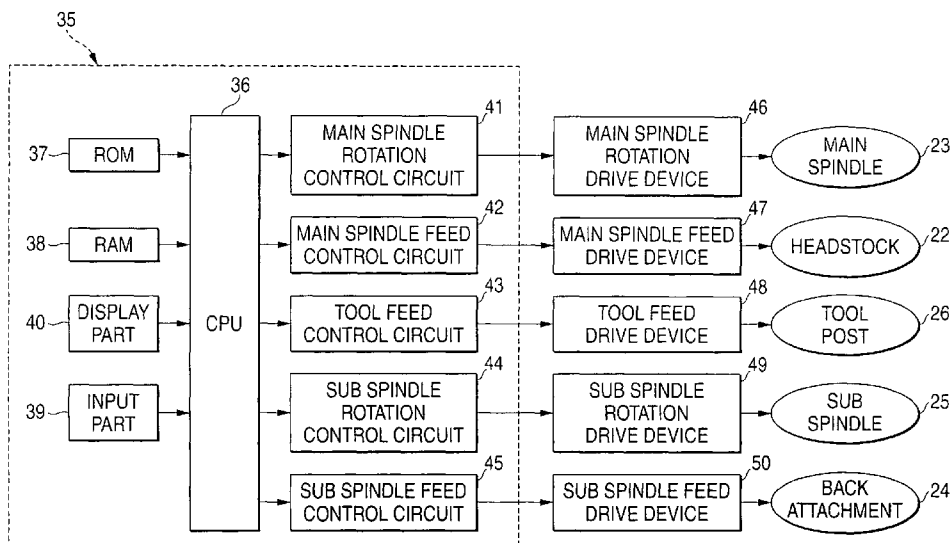 35
36
37
ROM
38
RAM
40
DISPLAY
PART
39
INPUT
PART
CPU
41
MAIN SPINDLE
ROTATION
CONTROL CIRCUIT
42
MAIN SPINDLE FEED
CONTROL CIRCUIT
43
TOOL FEED
CONTROL CIRCUIT
44
SUB SPINDLE
ROTATION
CONTROL CIRCUIT
45
SUB SPINDLE FEED
CONTROL CIRCUIT
46
MAIN SPINDLE
ROTATION
DRIVE DEVICE
47
MAIN SPINDLE FEED
DRIVE DEVICE
48
TOOL FEED
DRIVE DEVICE
49
SUB SPINDLE
ROTATION
DRIVE DEVICE
50
SUB SPINDLE FEED
DRIVE DEVICE
MAIN
SPINDLE
23
HEADSTOCK
22
TOOL
POST
26
SUB
SPINDLE
25
BACK
ATTACHMENT
24